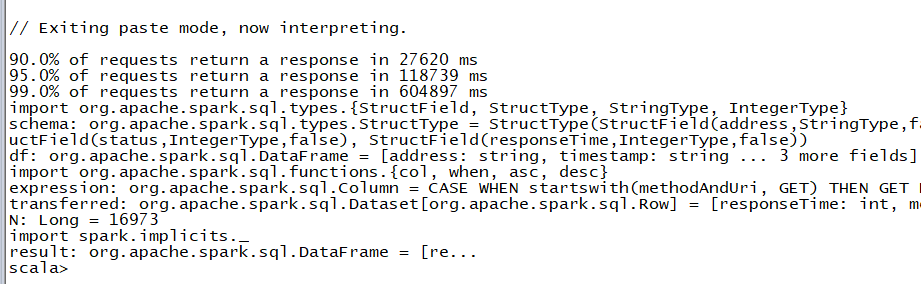 // Exiting paste mode, now interpreting.
90.0% of requests return a response in 27620 ms
95.0% of requests return a response in 118739 ms
99.0% of requests return a response in 604897 ms
import org.apache.spark.sql.types.{StructField, StructType, StringType, IntegerType}
schema: org.apache.spark.sql.types.StructType = StructType(StructField(address,StringType,fa
uctField(status,IntegerType,false), StructField(responseTime,IntegerType,false))
df: org.apache.spark.sql.DataFrame = [address: string, timestamp: string ... 3 more fields]
import org.apache.spark.sql.functions.{col, when, asc, desc}
expression: org.apache.spark.sql.Column = CASE WHEN startswith(methodAndUri, GET) THEN GET
transferred: org.apache.spark.sql.Dataset[org.apache.spark.sql.Row] = [responseTime: int, m
N: Long = 16973
import spark.implicits._
result: org.apache.spark.sql.DataFrame = [re...
scala>